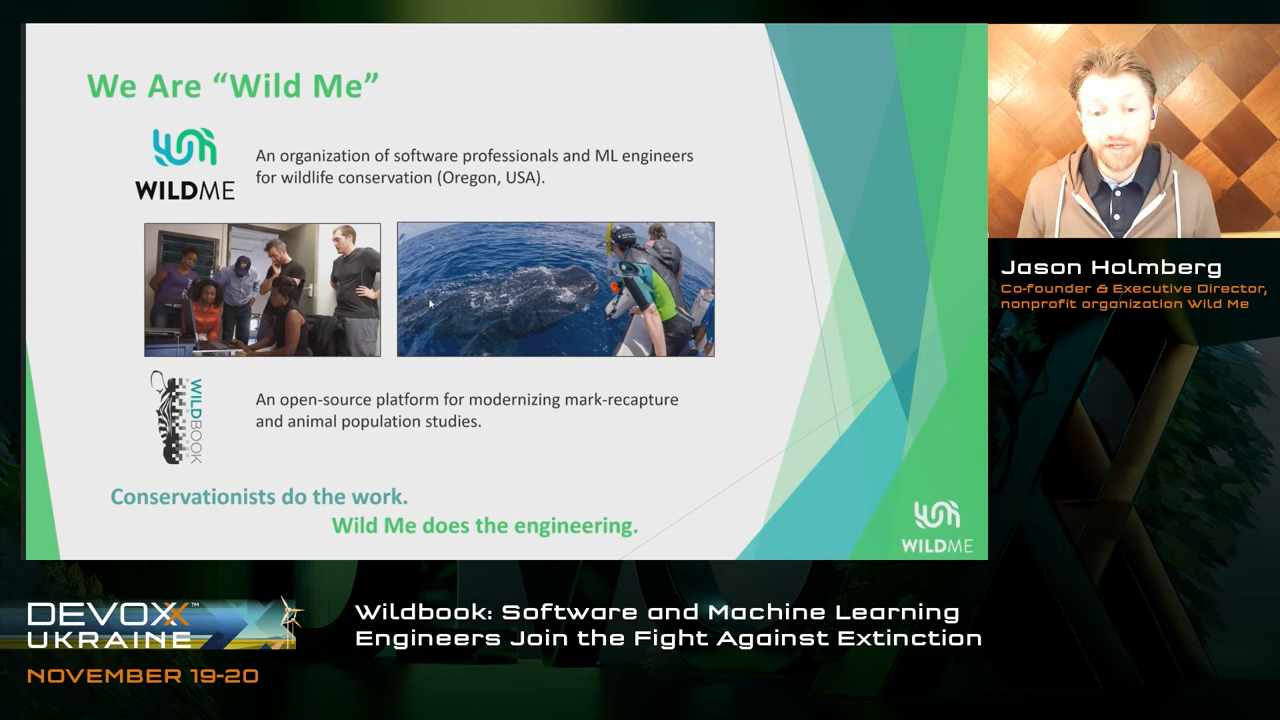 We Are “Wild Me”
WILDME
An organization of software professionals and ML engineers
for wildlife conservation (Oregon, USA).
WILDBOOK
An open-source platform for modernizing mark-recapture
and animal population studies.
Conservationists do the work.
Wild Me does the engineering.
WILDME
Jason Holmberg
Co-founder & Executive Director,
nonprofit organization Wild Me
DEVOXX™
UKRAINE
NOVEMBER 19-20
Wildbook: Software and Machine Learning
Engineers Join the Fight Against Extinction